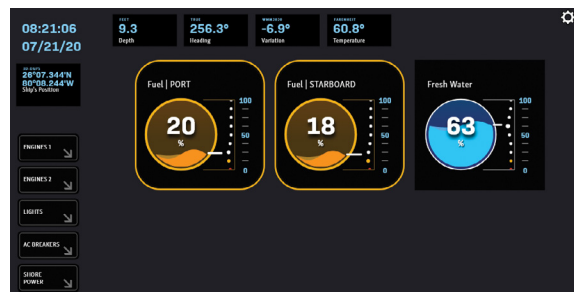 08:21:06
07/21/20
FEET
9.3
Depth
TRUE
256.3°
Heading
WMM2020
-6.9°
Variation
FAHRENHEIT
60.8°
Temperature
26°07.344'N
80°08.244'W
Ship's Position
ENGINES 1
ENGINES 2
LIGHTS
AC BREAKERS
SHORE
POWER
Fuel | PORT
20
%
100
50
0
Fuel | STARBOARD
18
%
100
50
0
Fresh Water
63
%
100
50
0